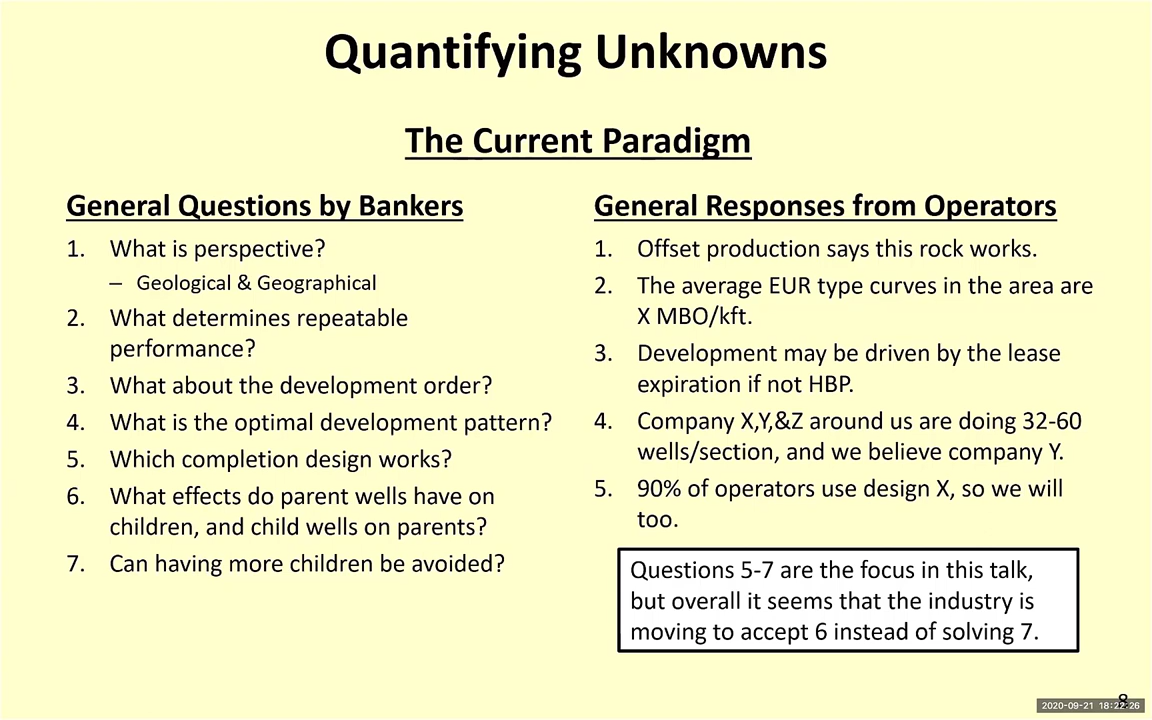 Quantifying Unknowns
The Current Paradigm
General Questions by Bankers
1. What is perspective?
– Geological & Geographical
2. What determines repeatable
performance?
3. What about the development order?
4. What is the optimal development pattern?
5. Which completion design works?
6. What effects do parent wells have on
children, and child wells on parents?
7. Can having more children be avoided?
General Responses from Operators
1. Offset production says this rock works.
2. The average EUR type curves in the area are
X MBO/kft.
3. Development may be driven by the lease
expiration if not HBP.
4. Company X,Y,&Z around us are doing 32-60
wells/section, and we believe company Y.
5. 90% of operators use design X, so we will
too.
Questions 5-7 are the focus in this talk,
but overall it seems that the industry is
moving to accept 6 instead of solving 7.
8
2020-09-21 18:22:26